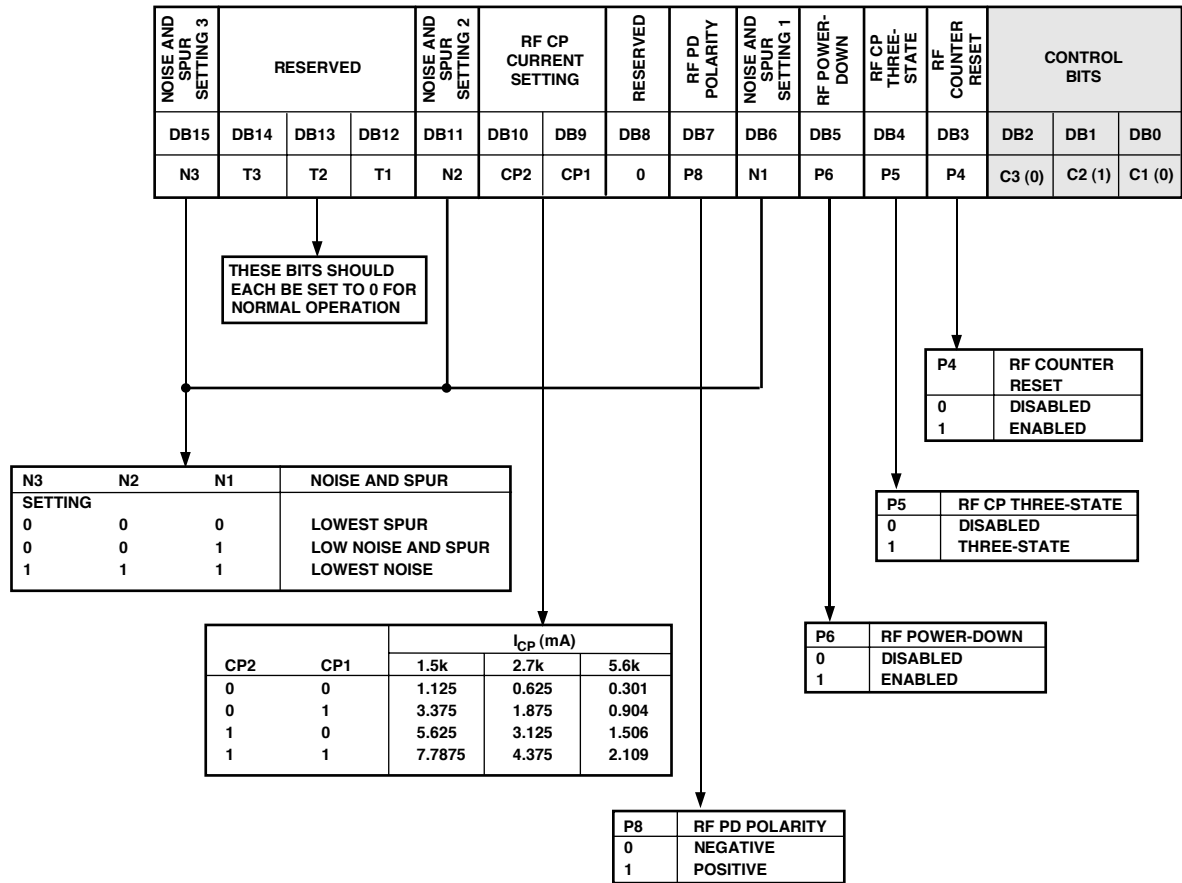 NOISE AND
SPUR
SETTING 3
RESERVED
NOISE AND
SPUR
SETTING 2
RF CP
CURRENT
SETTING
RESERVED
RF PD
POLARITY
NOISE AND
SPUR
SETTING 1
RF POWER-
DOWN
RF CP
THREE-
STATE
RF
COUNTER
RESET
CONTROL
BITS
DB15 DB14 DB13 DB12 DB11 DB10 DB9 DB8 DB7 DB6 DB5 DB4 DB3 DB2 DB1 DB0
N3 T3 T2 T1 N2 CP2 CP1 0 P8 N1 P6 P5 P4 C3 (0) C2 (1) C1 (0)
THESE BITS SHOULD
EACH BE SET TO 0 FOR
NORMAL OPERATION
P4 RF COUNTER
RESET
0 DISABLED
1 ENABLED
N3 N2 N1 NOISE AND SPUR
SETTING
0 0 0 LOWEST SPUR
0 0 1 LOW NOISE AND SPUR
1 1 1 LOWEST NOISE
P5 RF CP THREE-STATE
0 DISABLED
1 THREE-STATE
ICP (mA)
CP2 CP1 1.5k 2.7k 5.6k
0 0 1.125 0.625 0.301
0 1 3.375 1.875 0.904
1 0 5.625 3.125 1.506
1 1 7.7875 4.375 2.109
P6 RF POWER-DOWN
0 DISABLED
1 ENABLED
P8 RF PD POLARITY
0 NEGATIVE
1 POSITIVE